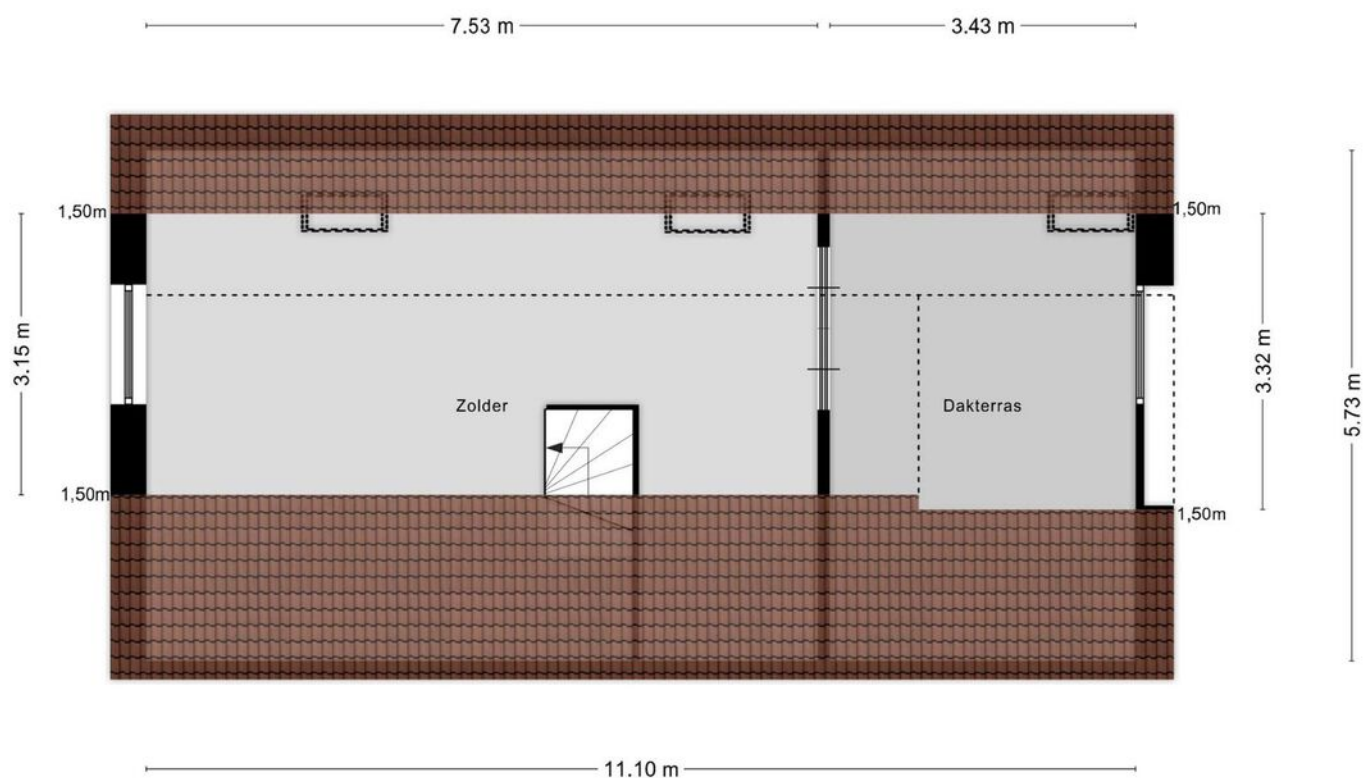 7.53 m
3.43 m
1,50m
1,50m
3.15 m
3.32 m
5.73 m
Zolder
Dakterras
1,50m
1,50m
11.10 m